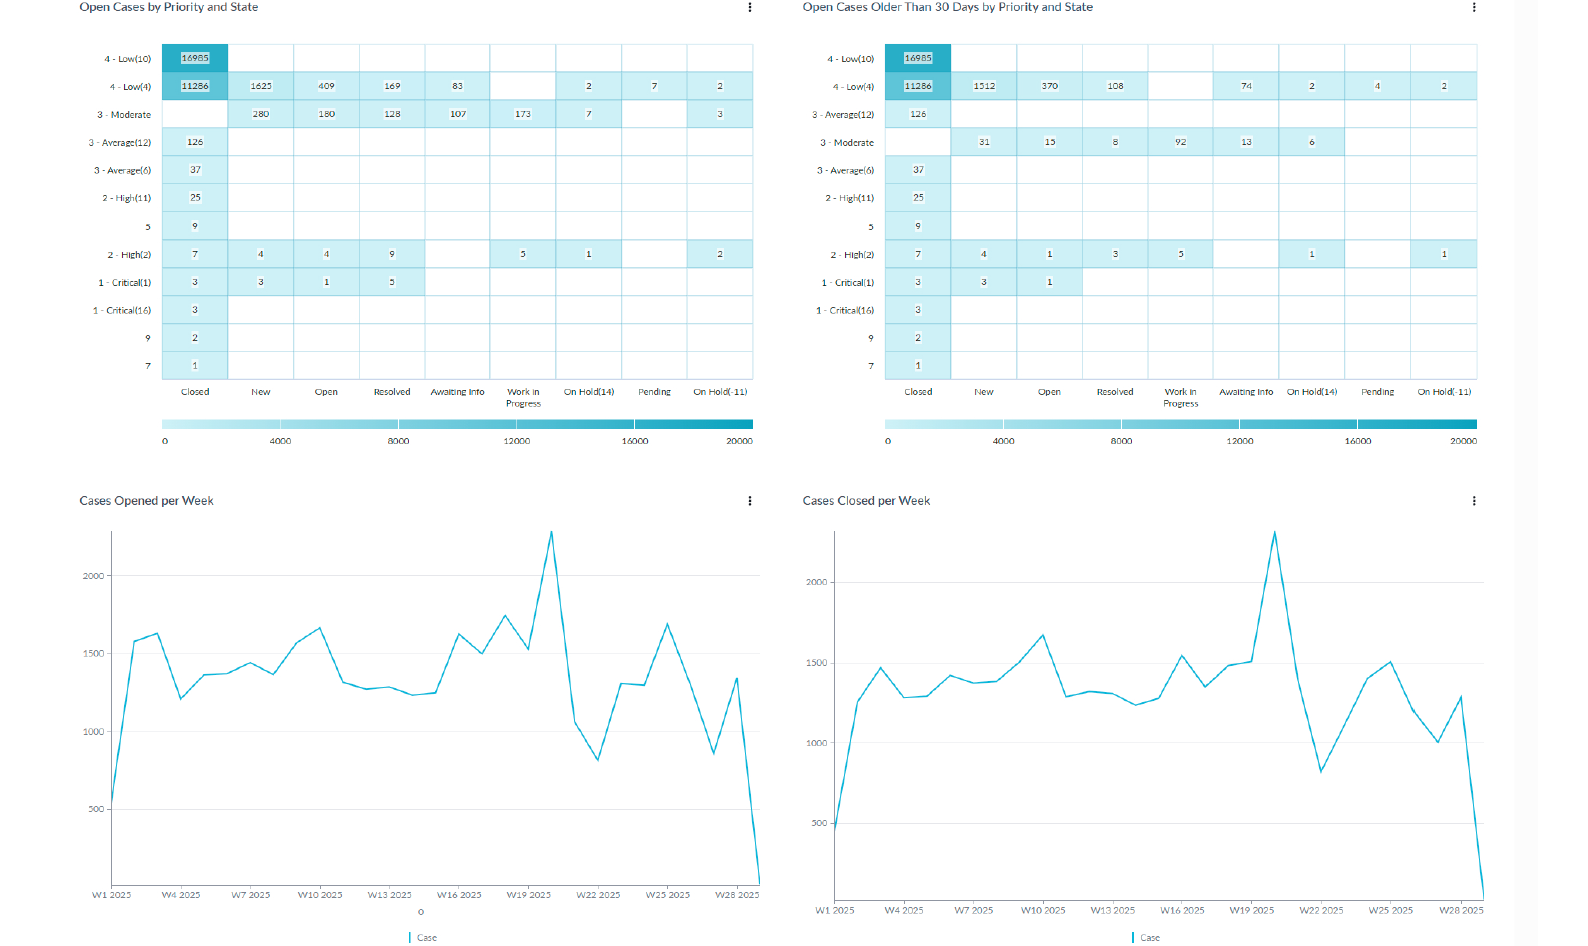 Open Cases by Priority and State
4 - Low(10) 16985
4 - Low(4) 11286 1625 409 169 83 2 7 2
3 - Moderate 280 180 128 107 173 7 3
3 - Average(12) 126
3 - Average(6) 37
2 - High(11) 25
5 9
2 - High(2) 7 4 4 9 5 1 2
1 - Critical(1) 3 3 1 5
1 - Critical(16) 3
9 2
7 1
Closed New Open Resolved Awaiting Info Work in Progress On Hold(14) Pending On Hold(-11)
0 4000 8000 12000 16000 20000
Open Cases Older Than 30 Days by Priority and State
4 - Low(10) 16985
4 - Low(4) 11286 1512 370 108 74 2 4 2
3 - Average(12) 126
3 - Moderate 31 15 8 92 13 6
3 - Average(6) 37
2 - High(11) 25
5 9
2 - High(2) 7 4 1 3 5 1 1
1 - Critical(1) 3 3 1
1 - Critical(16) 3
9 2
7 1
Closed New Open Resolved Work in Progress Awaiting Info On Hold(14) Pending On Hold(-11)
0 4000 8000 12000 16000 20000
Cases Opened per Week
2000
1500
1000
500
W1 2025 W4 2025 W7 2025 W10 2025 W13 2025 W16 2025 W19 2025 W22 2025 W25 2025 W28 2025
0
Case
Cases Closed per Week
2000
1500
1000
500
W1 2025 W4 2025 W7 2025 W10 2025 W13 2025 W16 2025 W19 2025 W22 2025 W25 2025 W28 2025
Case